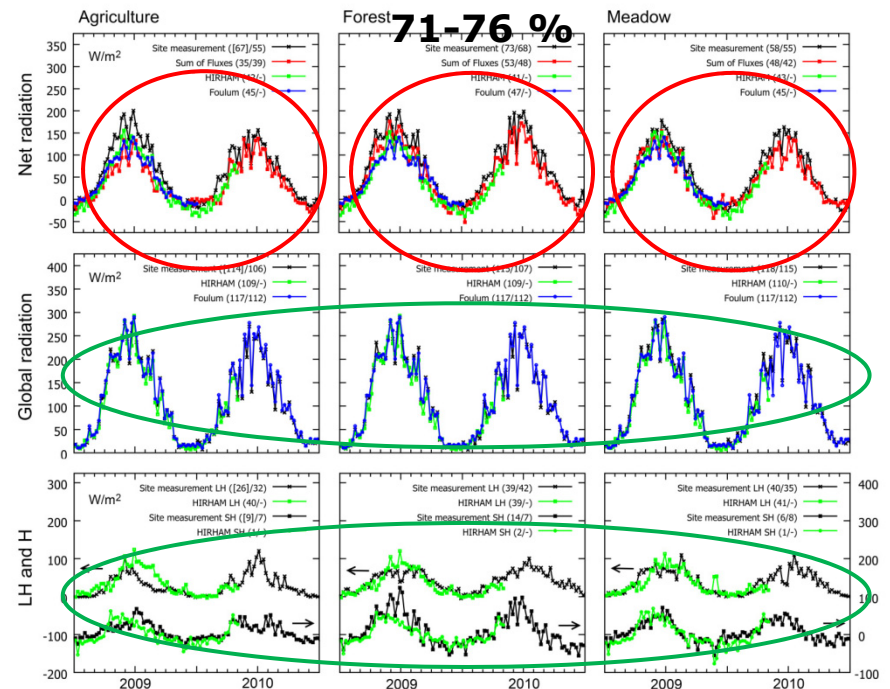 Agriculture
Forest
71-76 %
Meadow
Net radiation
350
300
250
200
150
100
50
0
-50
W/m²
Site measurement ([67]/55)
Sum of Fluxes (35/39)
Foulum (45/-)
Site measurement (73/68)
Sum of Fluxes (53/48)
Foulum (47/-)
Site measurement (58/55)
Sum of Fluxes (48/42)
HIRHAM (43/-)
Foulum (45/-)
Global radiation
400
350
300
250
200
150
100
50
0
W/m²
Site measurement ([114]/106)
HIRHAM (109/-)
Foulum (117/112)
Site measurement (115/107)
HIRHAM (109/-)
Foulum (117/112)
Site measurement (118/115)
HIRHAM (110/-)
Foulum (117/112)
LH and H
300
200
100
0
-100
-200
W/m²
Site measurement LH ([26]/32)
HIRHAM LH (40/-)
Site measurement SH ([9]/7)
HIRHAM SH (1/-)
Site measurement LH (39/42)
HIRHAM LH (39/-)
Site measurement SH (14/7)
HIRHAM SH (2/-)
Site measurement LH (40/35)
HIRHAM LH (41/-)
Site measurement SH (6/8)
HIRHAM SH (1/-)
400
300
200
100
0
-100
2009
2010
2009
2010
2009
2010